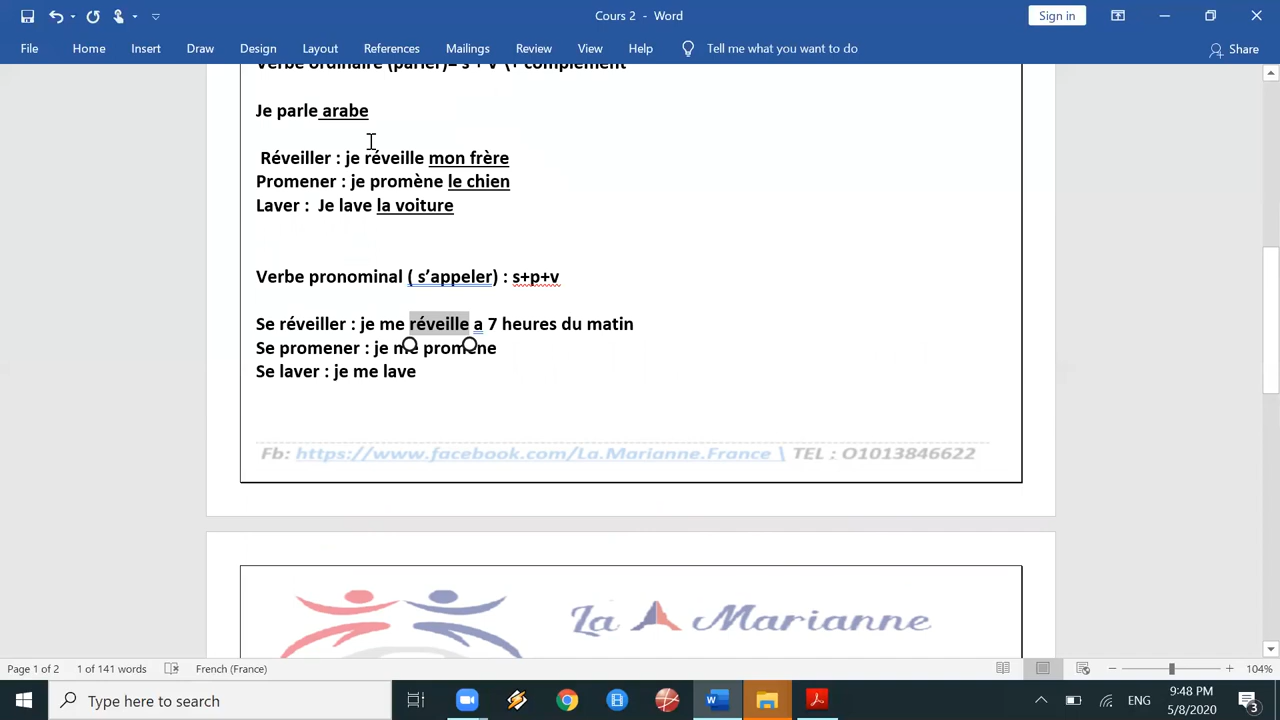 Cours 2 - Word
Sign in
File Home Insert Draw Design Layout References Mailings Review View Help Tell me what you want to do Share
Verbe ordinaire (parler)= s + v \+ complément
Je parle arabe
Réveiller : je réveille mon frère
Promener : je promène le chien
Laver : Je lave la voiture
Verbe pronominal ( s’appeler) : s+p+v
Se réveiller : je me réveille a 7 heures du matin
Se promener : je me promène
Se laver : je me lave
Fb: https://www.facebook.com/La.Marianne.France \ TEL : O1013846622
La Marianne
Page 1 of 2 1 of 141 words French (France) 104%
Type here to search
ENG
9:48 PM
5/8/2020
3